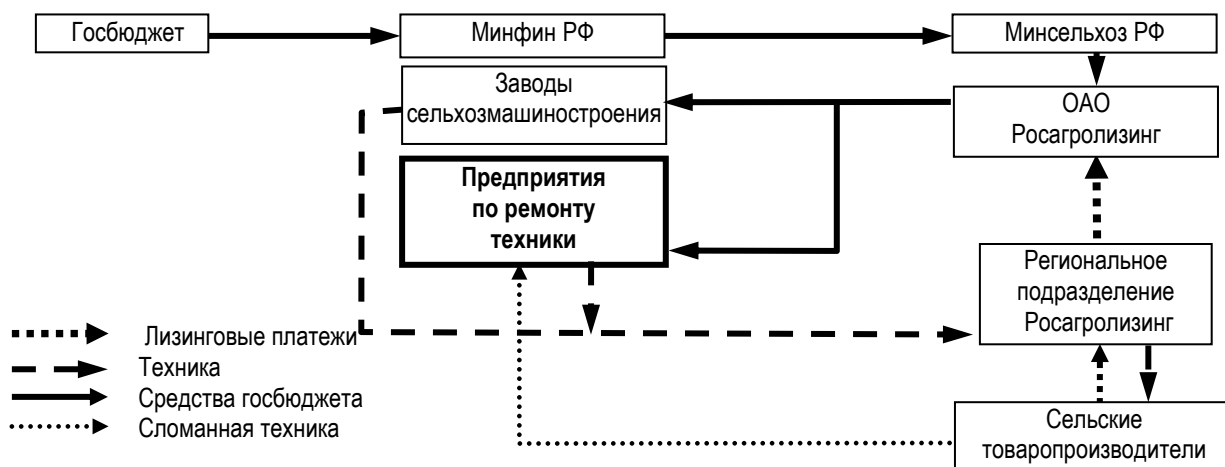 Госбюджет
Минфин РФ
Минсельхоз РФ
Заводы
сельхозмашиностроения
ОАО
Росагролизинг
Предприятия
по ремонту
техники
Региональное
подразделение
Росагролизинг
Лизинговые платежи
Техника
Средства госбюджета
Сломанная техника
Сельские
товаропроизводители